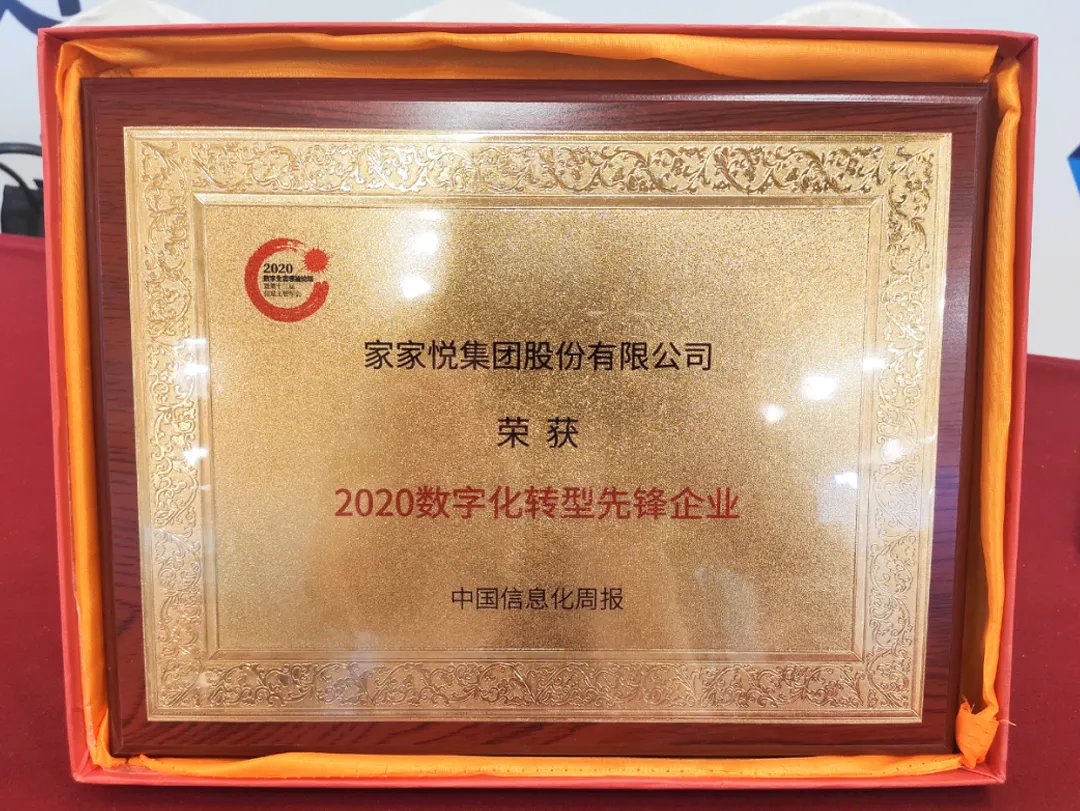 2020
家家悦集团股份有限公司
荣 获
2020数字化转型先锋企业
中国信息化周报